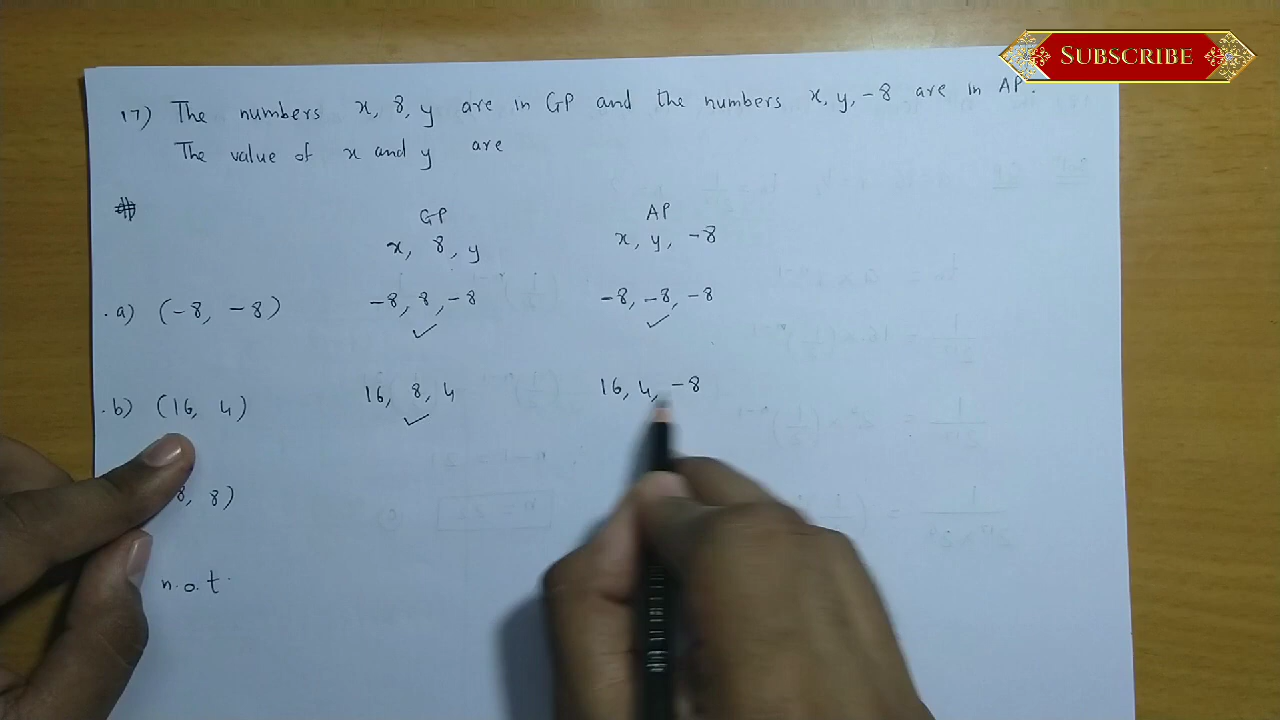 SUBSCRIBE
17) The numbers x, 8, y are in GP and the numbers x, y, -8 are in AP.
The value of x and y are
GP AP
x, 8, y x, y, -8
a) (-8, -8) -8, 8, -8 ✓ -8, -8, -8 ✓
b) (16, 4) 16, 8, 4 ✓ 16, 4, -8
8, 8)
n.o.t.